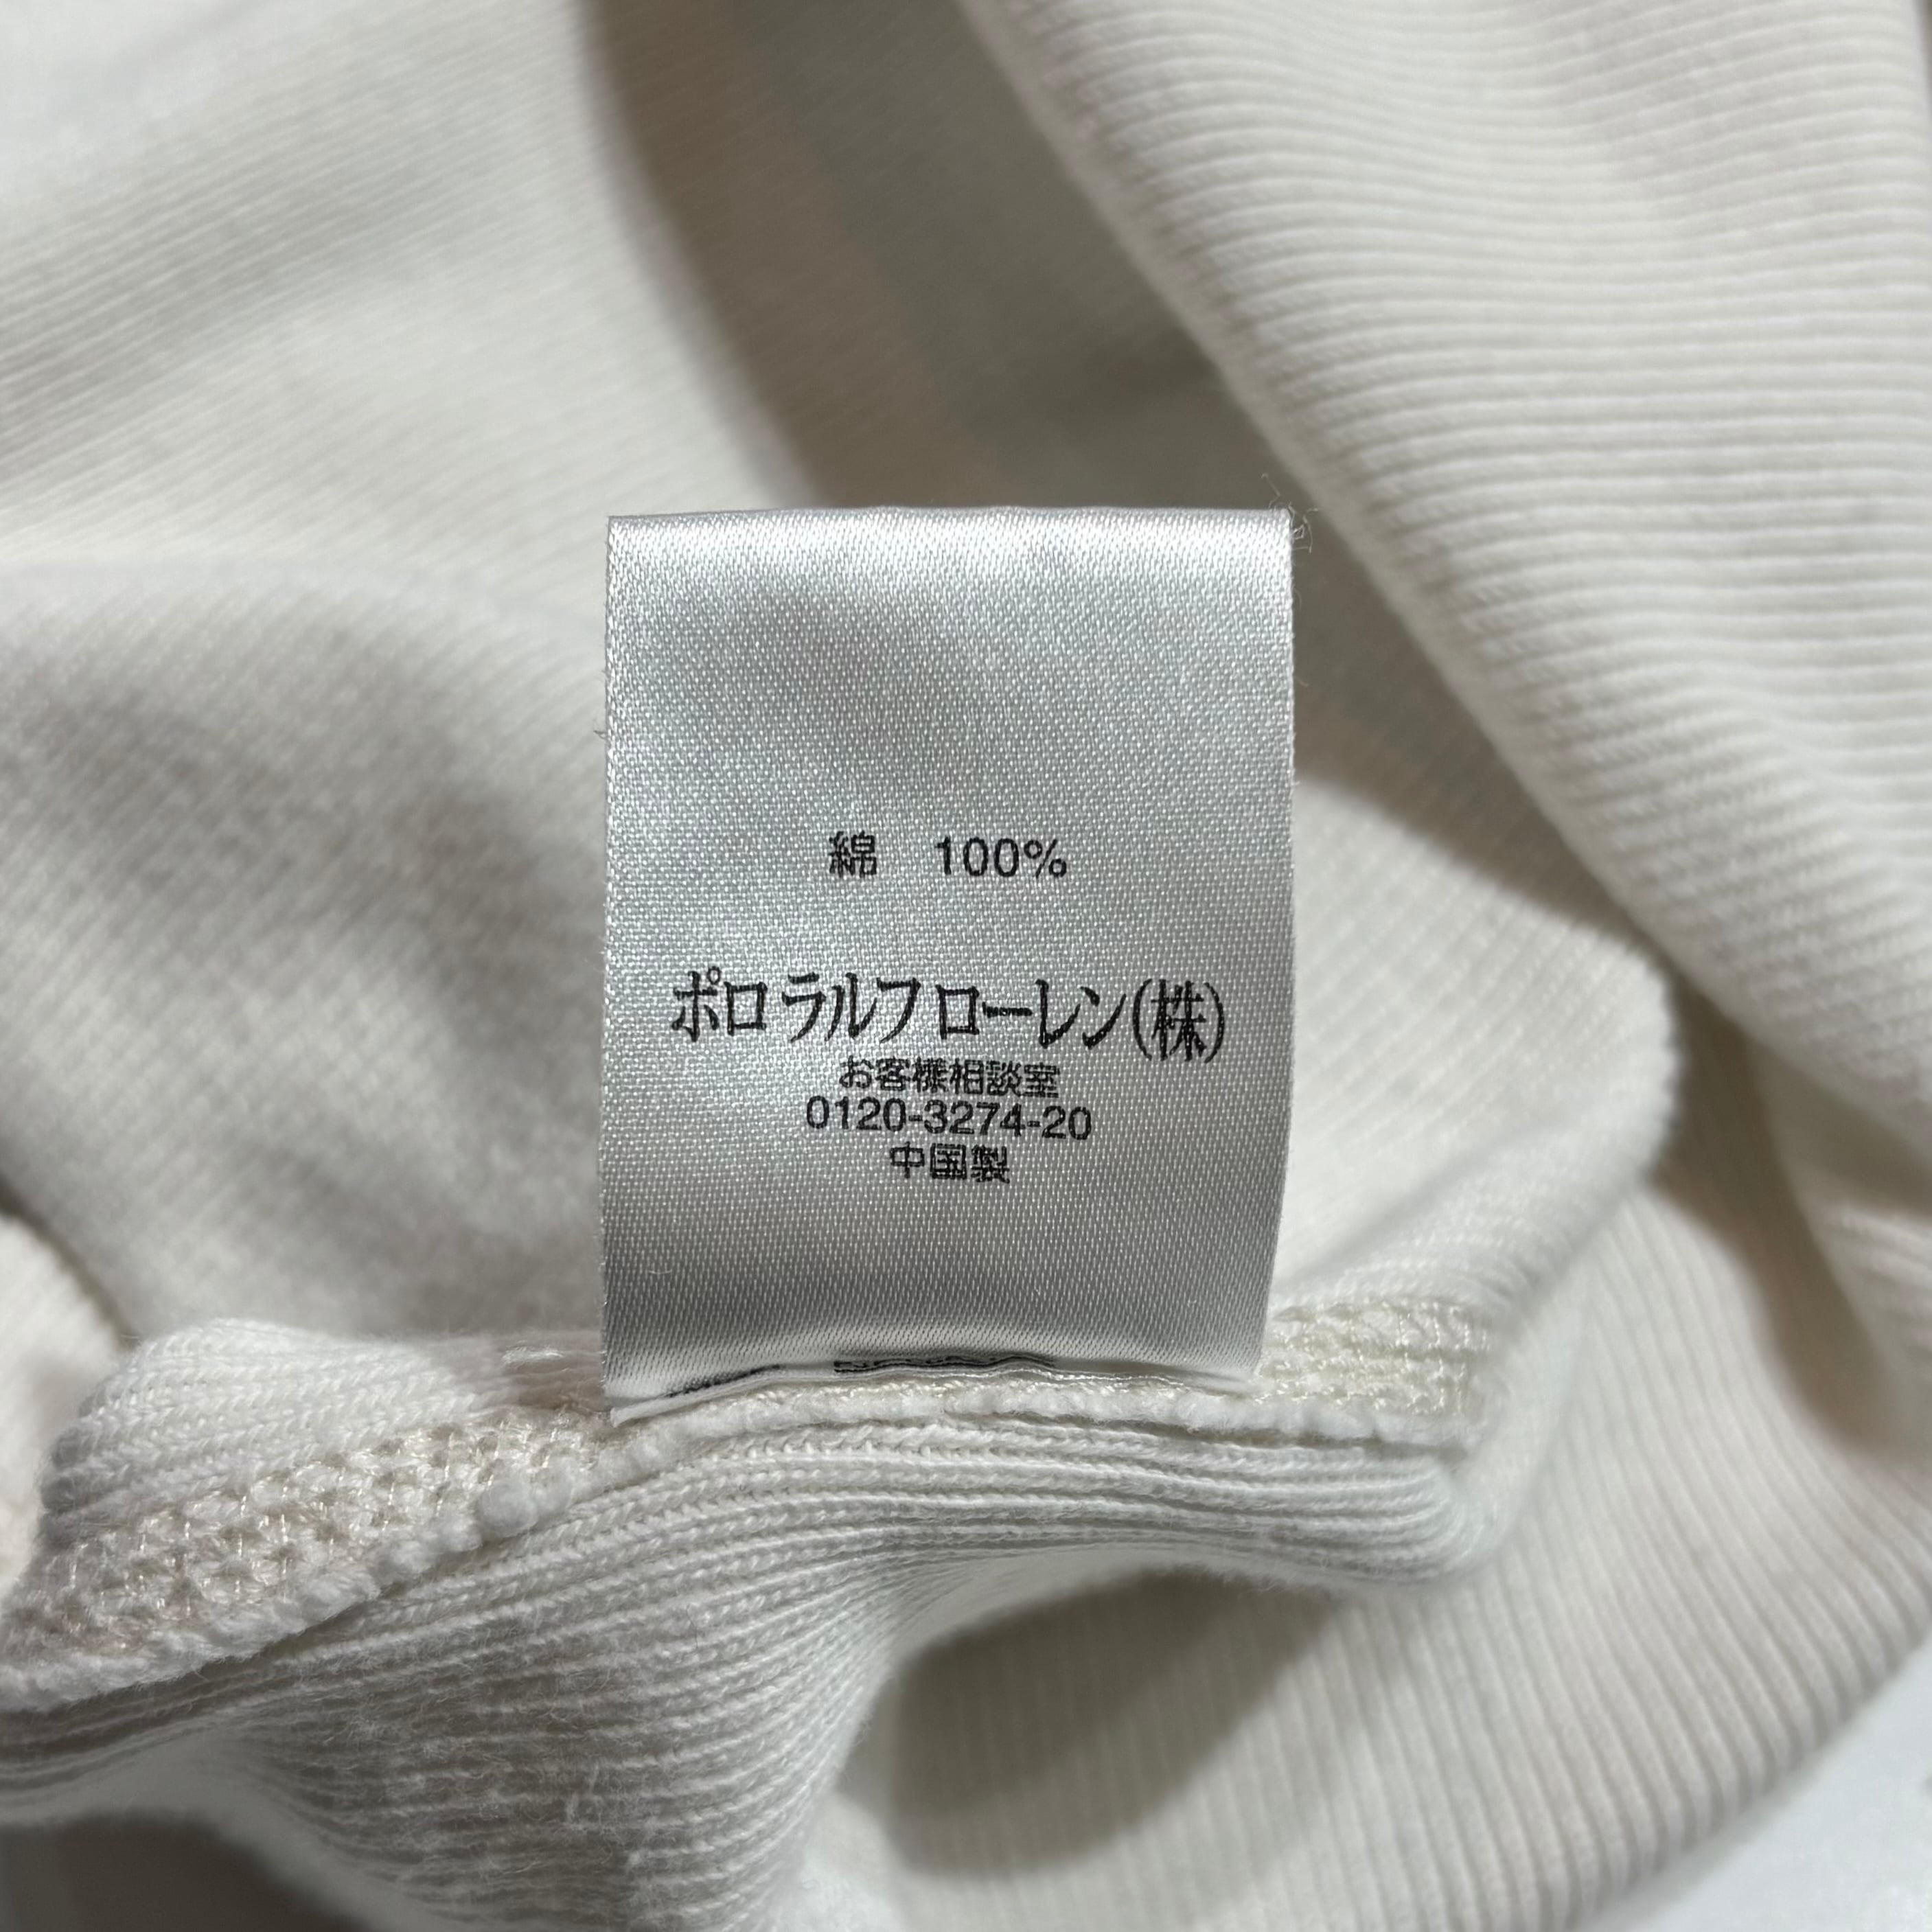 綿　100%
ポロ ラルフ ローレン(株)
お客様相談室
0120-3274-20
中国製